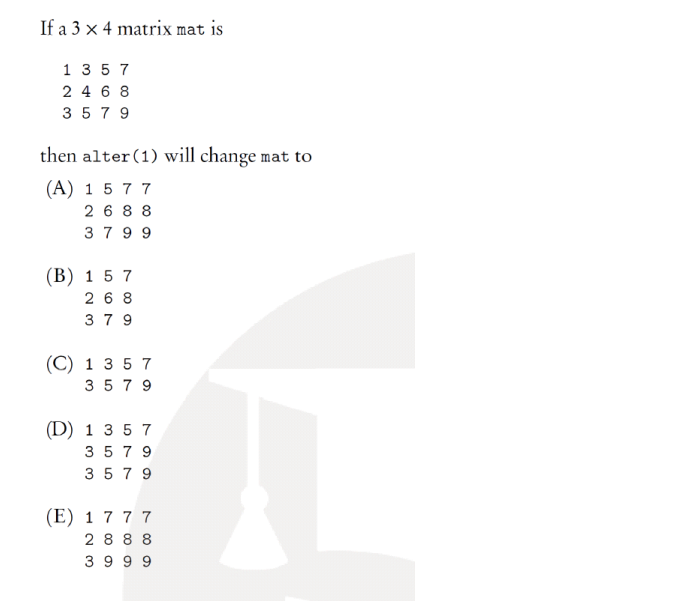 If a 3 × 4 matrix mat is
1 3 5 7
2 4 6 8
3 5 7 9
then alter(1) will change mat to
(A) 1 5 7 7
2 6 8 8
3 7 9 9
(B) 1 5 7
2 6 8
3 7 9
(C) 1 3 5 7
3 5 7 9
(D) 1 3 5 7
3 5 7 9
3 5 7 9
(E) 1 7 7 7
2 8 8 8
3 9 9 9